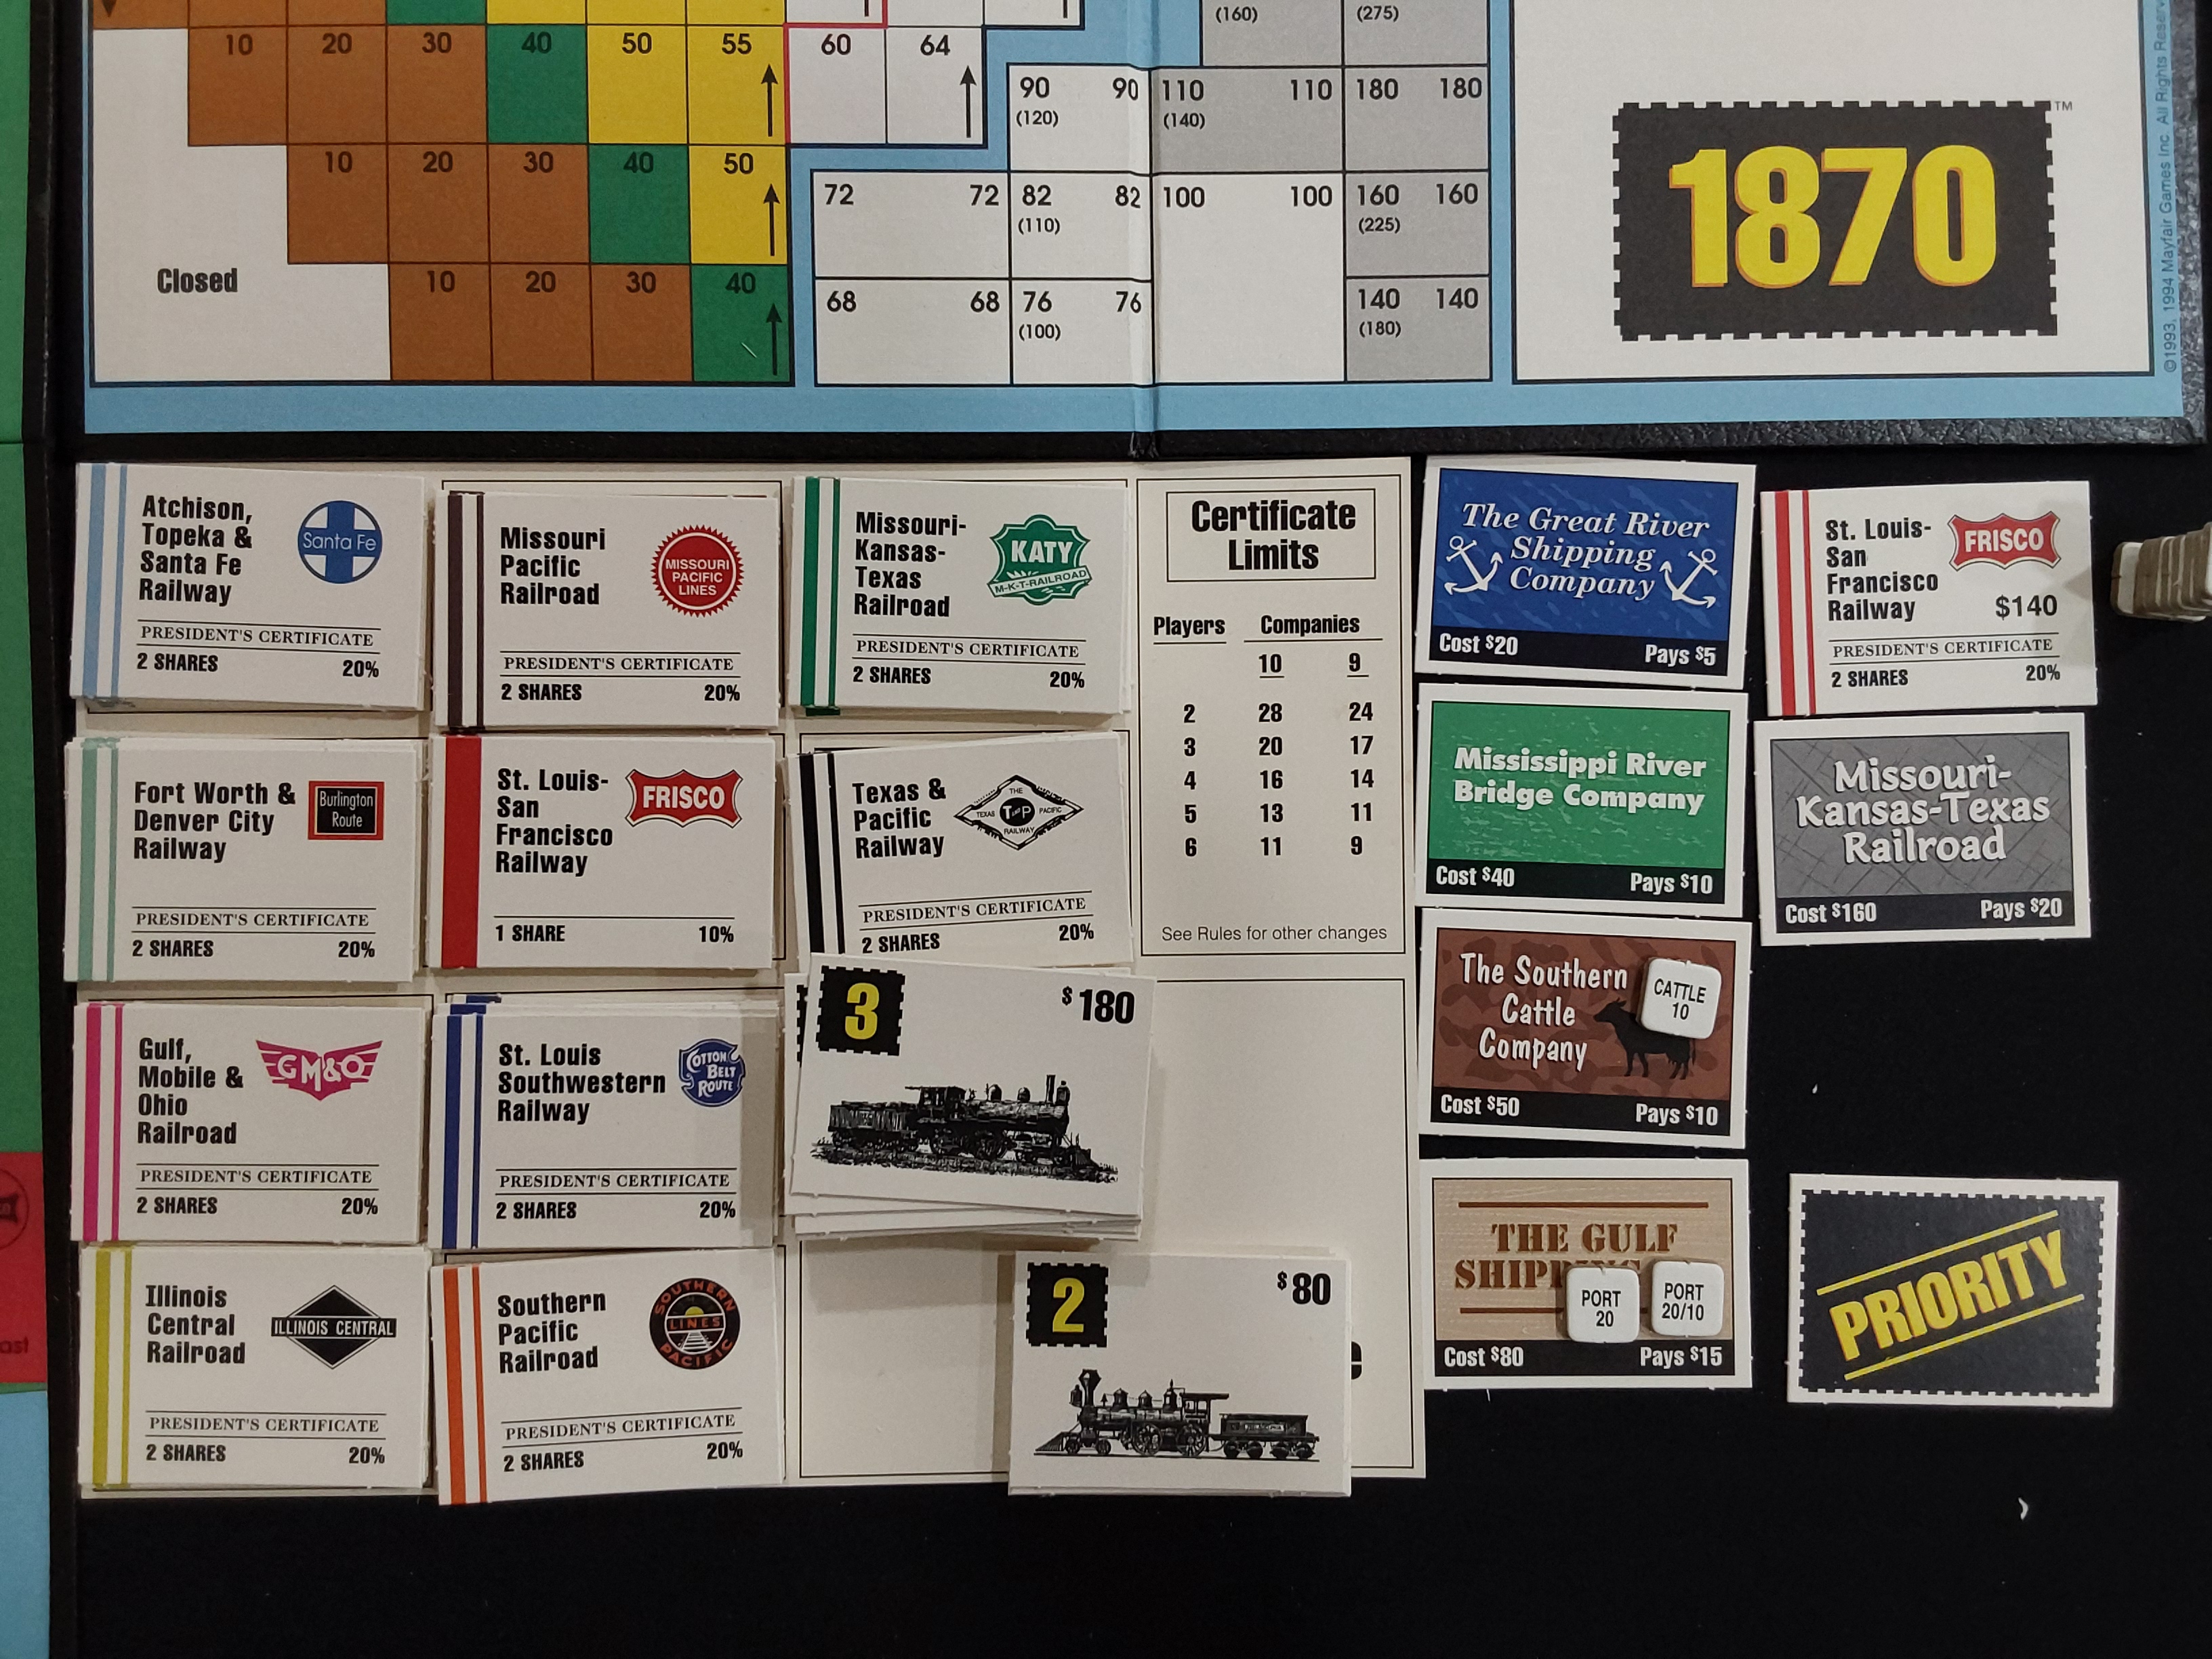 (160) (275)
10 20 30 40 50 55 60 64
90 90 110 110 180 180
(120) (140)
10 20 30 40 50
72 72 82 82 100 100 160 160
(110) (225)
Closed
10 20 30 40
68 68 76 76 140 140
(100) (180)
1870
TM
©1993, 1994 Mayfair Games Inc. All Rights
Atchison,
Topeka &
Santa Fe
Railway
Santa Fe
PRESIDENT'S CERTIFICATE
2 SHARES 20%
Missouri
Pacific
Railroad
MISSOURI
PACIFIC
LINES
PRESIDENT'S CERTIFICATE
2 SHARES 20%
Missouri-
Kansas-
Texas
Railroad
KATY
M-K-T-RAILROAD
PRESIDENT'S CERTIFICATE
2 SHARES 20%
Certificate
Limits
Players Companies
10 9
2 28 24
3 20 17
4 16 14
5 13 11
6 11 9
See Rules for other changes
The Great River
Shipping
Company
Cost $20 Pays $5
St. Louis-
San
Francisco
Railway
FRISCO
$140
PRESIDENT'S CERTIFICATE
2 SHARES 20%
Fort Worth &
Denver City
Railway
Burlington
Route
PRESIDENT'S CERTIFICATE
2 SHARES 20%
St. Louis-
San
Francisco
Railway
FRISCO
1 SHARE 10%
Texas &
Pacific
Railway
THE
TEXAS T AND P PACIFIC
RAILWAY
PRESIDENT'S CERTIFICATE
2 SHARES 20%
Mississippi River
Bridge Company
Cost $40 Pays $10
Missouri-
Kansas-Texas
Railroad
Cost $160 Pays $20
Gulf,
Mobile &
Ohio
Railroad
GM&O
PRESIDENT'S CERTIFICATE
2 SHARES 20%
St. Louis
Southwestern
Railway
COTTON
BELT
ROUTE
PRESIDENT'S CERTIFICATE
2 SHARES 20%
3 $180
The Southern
Cattle
Company
CATTLE
10
Cost $50 Pays $10
Illinois
Central
Railroad
ILLINOIS CENTRAL
PRESIDENT'S CERTIFICATE
2 SHARES 20%
Southern
Pacific
Railroad
SOUTHERN
LINES
PACIFIC
PRESIDENT'S CERTIFICATE
2 SHARES 20%
2 $80
THE GULF
PORT
20
PORT
20/10
Cost $80 Pays $15
PRIORITY